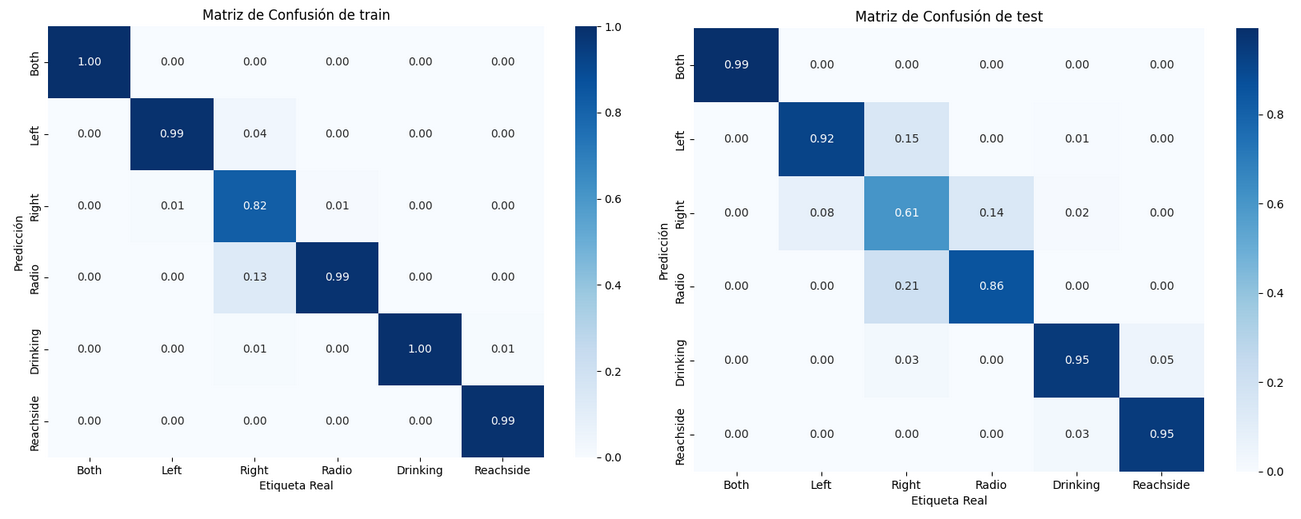 Matriz de Confusión de train
Both 1.00 0.00 0.00 0.00 0.00 0.00
Left 0.00 0.99 0.04 0.00 0.00 0.00
Right 0.00 0.01 0.82 0.01 0.00 0.00
Radio 0.00 0.00 0.13 0.99 0.00 0.00
Drinking 0.00 0.00 0.01 0.00 1.00 0.01
Reachside 0.00 0.00 0.00 0.00 0.00 0.99
Predicción
Both Left Right Radio Drinking Reachside
Etiqueta Real
1.0
0.8
0.6
0.4
0.2
0.0
Matriz de Confusión de test
Both 0.99 0.00 0.00 0.00 0.00 0.00
Left 0.00 0.92 0.15 0.00 0.01 0.00
Right 0.00 0.08 0.61 0.14 0.02 0.00
Radio 0.00 0.00 0.21 0.86 0.00 0.00
Drinking 0.00 0.00 0.03 0.00 0.95 0.05
Reachside 0.00 0.00 0.00 0.00 0.03 0.95
Predicción
Both Left Right Radio Drinking Reachside
Etiqueta Real
0.8
0.6
0.4
0.2
0.0